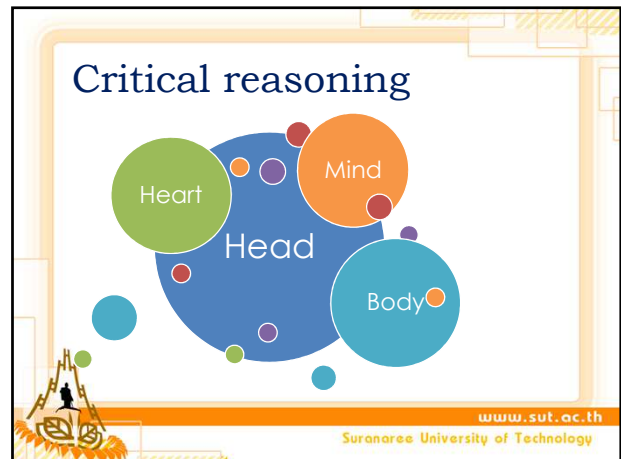 Critical reasoning
Mind
Heart
Head
Body
www.sut.ac.th
Suranaree University of Technology